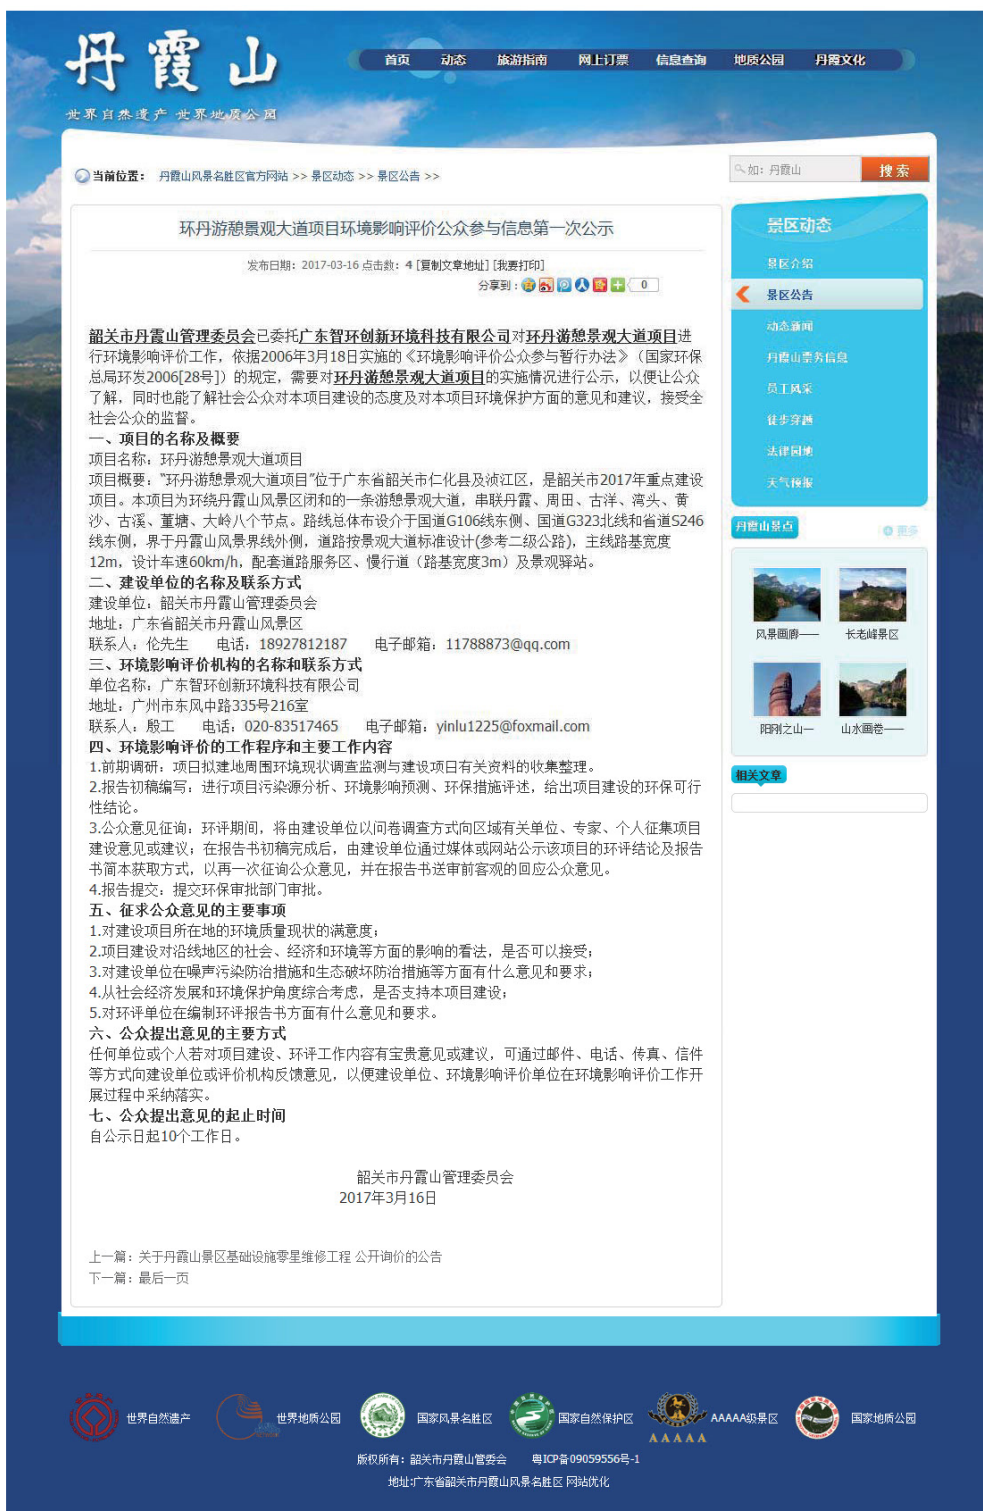 丹霞山
世界自然遗产 世界地质公园
首页 动态 旅游指南 网上订票 信息查询 地质公园 丹霞文化
当前位置： 丹霞山风景名胜区官方网站 >> 景区动态 >> 景区公告 >>
如：丹霞山 搜索
环丹游憩景观大道项目环境影响评价公众参与信息第一次公示
发布日期：2017-03-16 点击数：4 [复制文章地址] [我要打印]
分享到： 0
韶关市丹霞山管理委员会已委托广东智环创新环境科技有限公司对环丹游憩景观大道项目进
行环境影响评价工作，依据2006年3月18日实施的《环境影响评价公众参与暂行办法》（国家环保
总局环发2006[28号]）的规定，需要对环丹游憩景观大道项目的实施情况进行公示，以便让公众
了解，同时也能了解社会公众对本项目建设的态度及对本项目环境保护方面的意见和建议，接受全
社会公众的监督。
一、项目的名称及概要
项目名称：环丹游憩景观大道项目
项目概要：“环丹游憩景观大道项目”位于广东省韶关市仁化县及浈江区，是韶关市2017年重点建设
项目。本项目为环绕丹霞山风景区闭和的一条游憩景观大道，串联丹霞、周田、古洋、湾头、黄
沙、古溪、董塘、大岭八个节点。路线总体布设介于国道G106线东侧、国道G323北线和省道S246
线东侧，界于丹霞山风景界线外侧，道路按景观大道标准设计(参考二级公路)，主线路基宽度
12m，设计车速60km/h，配套道路服务区、慢行道（路基宽度3m）及景观驿站。
二、建设单位的名称及联系方式
建设单位：韶关市丹霞山管理委员会
地址：广东省韶关市丹霞山风景区
联系人：伦先生 电话：18927812187 电子邮箱：11788873@qq.com
三、环境影响评价机构的名称和联系方式
单位名称：广东智环创新环境科技有限公司
地址：广州市东风中路335号216室
联系人：殷工 电话：020-83517465 电子邮箱：yinlu1225@foxmail.com
四、环境影响评价的工作程序和主要工作内容
1.前期调研：项目拟建地周围环境现状调查监测与建设项目有关资料的收集整理。
2.报告初稿编写：进行项目污染源分析、环境影响预测、环保措施评述，给出项目建设的环保可行
性结论。
3.公众意见征询：环评期间，将由建设单位以问卷调查方式向区域有关单位、专家、个人征集项目
建设意见或建议；在报告书初稿完成后，由建设单位通过媒体或网站公示该项目的环评结论及报告
书简本获取方式，以再一次征询公众意见，并在报告书送审前客观的回应公众意见。
4.报告提交：提交环保审批部门审批。
五、征求公众意见的主要事项
1.对建设项目所在地的环境质量现状的满意度；
2.项目建设对沿线地区的社会、经济和环境等方面的影响的看法，是否可以接受；
3.对建设单位在噪声污染防治措施和生态破坏防治措施等方面有什么意见和要求；
4.从社会经济发展和环境保护角度综合考虑，是否支持本项目建设；
5.对环评单位在编制环评报告书方面有什么意见和要求。
六、公众提出意见的主要方式
任何单位或个人若对项目建设、环评工作内容有宝贵意见或建议，可通过邮件、电话、传真、信件
等方式向建设单位或评价机构反馈意见，以便建设单位、环境影响评价单位在环境影响评价工作开
展过程中采纳落实。
七、公众提出意见的起止时间
自公示日起10个工作日。
韶关市丹霞山管理委员会
2017年3月16日
上一篇：关于丹霞山景区基础设施零星维修工程 公开询价的公告
下一篇：最后一页
景区动态
景区介绍
景区公告
动态新闻
丹霞山票务信息
员工风采
徒步穿越
法律园地
天气预报
丹霞山景点 更多
风景画廊—— 长老峰景区
阳刚之山— 山水画卷——
相关文章
世界自然遗产 世界地质公园 国家风景名胜区 国家自然保护区 AAAAA级景区 国家地质公园
AAAAA
版权所有：韶关市丹霞山管委会 粤ICP备09059556号-1
地址:广东省韶关市丹霞山风景名胜区 网站优化